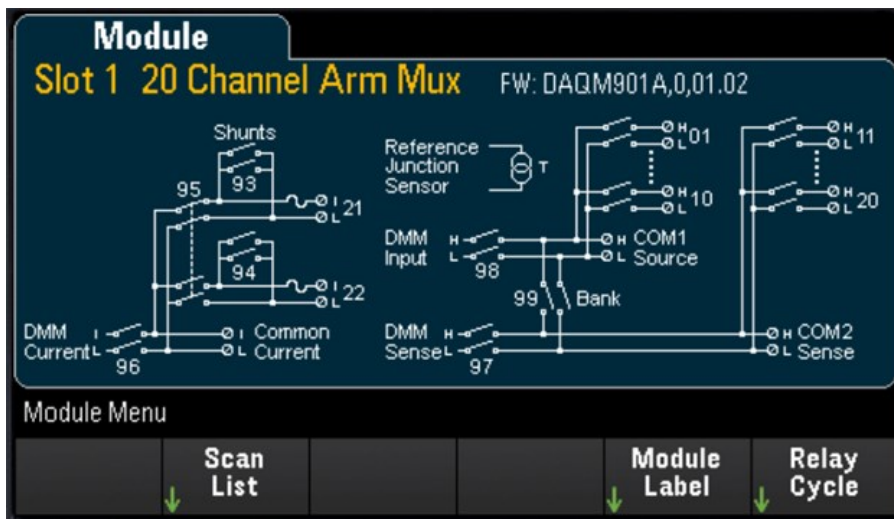 Module
Slot 1 20 Channel Arm Mux FW: DAQM901A,0,01.02
Shunts
93
95
I
L 21
94
I
L 22
DMM I
Current L
96
I Common
L Current
Reference
Junction
Sensor
T
H
L 01
H
L 10
H
L 11
H
L 20
DMM H
Input L
98
H COM1
L Source
99 Bank
DMM H
Sense L
97
H COM2
L Sense
Module Menu
Scan
List
Module
Label
Relay
Cycle